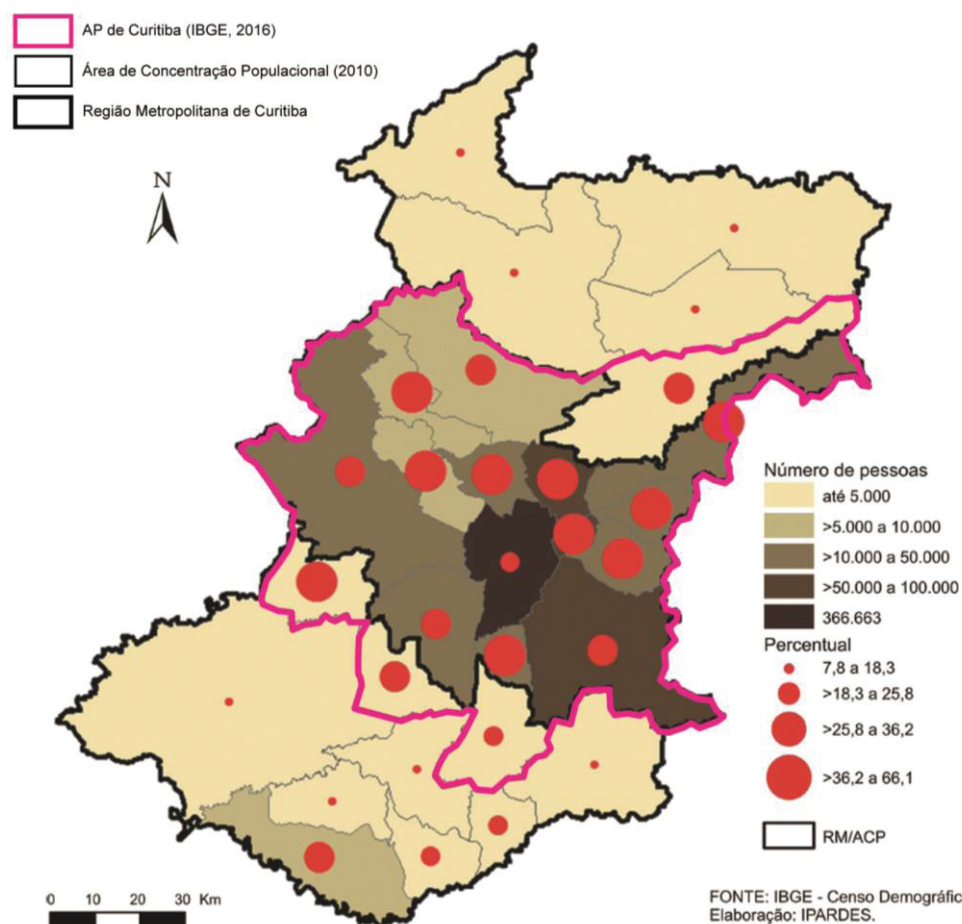 AP de Curitiba (IBGE, 2016)
Área de Concentração Populacional (2010)
Região Metropolitana de Curitiba
N
Número de pessoas
até 5.000
>5.000 a 10.000
>10.000 a 50.000
>50.000 a 100.000
366.663
Percentual
7,8 a 18,3
>18,3 a 25,8
>25,8 a 36,2
>36,2 a 66,1
RM/ACP
0 10 20 30 Km
FONTE: IBGE - Censo Demográfic
Elaboração: IPARDES.